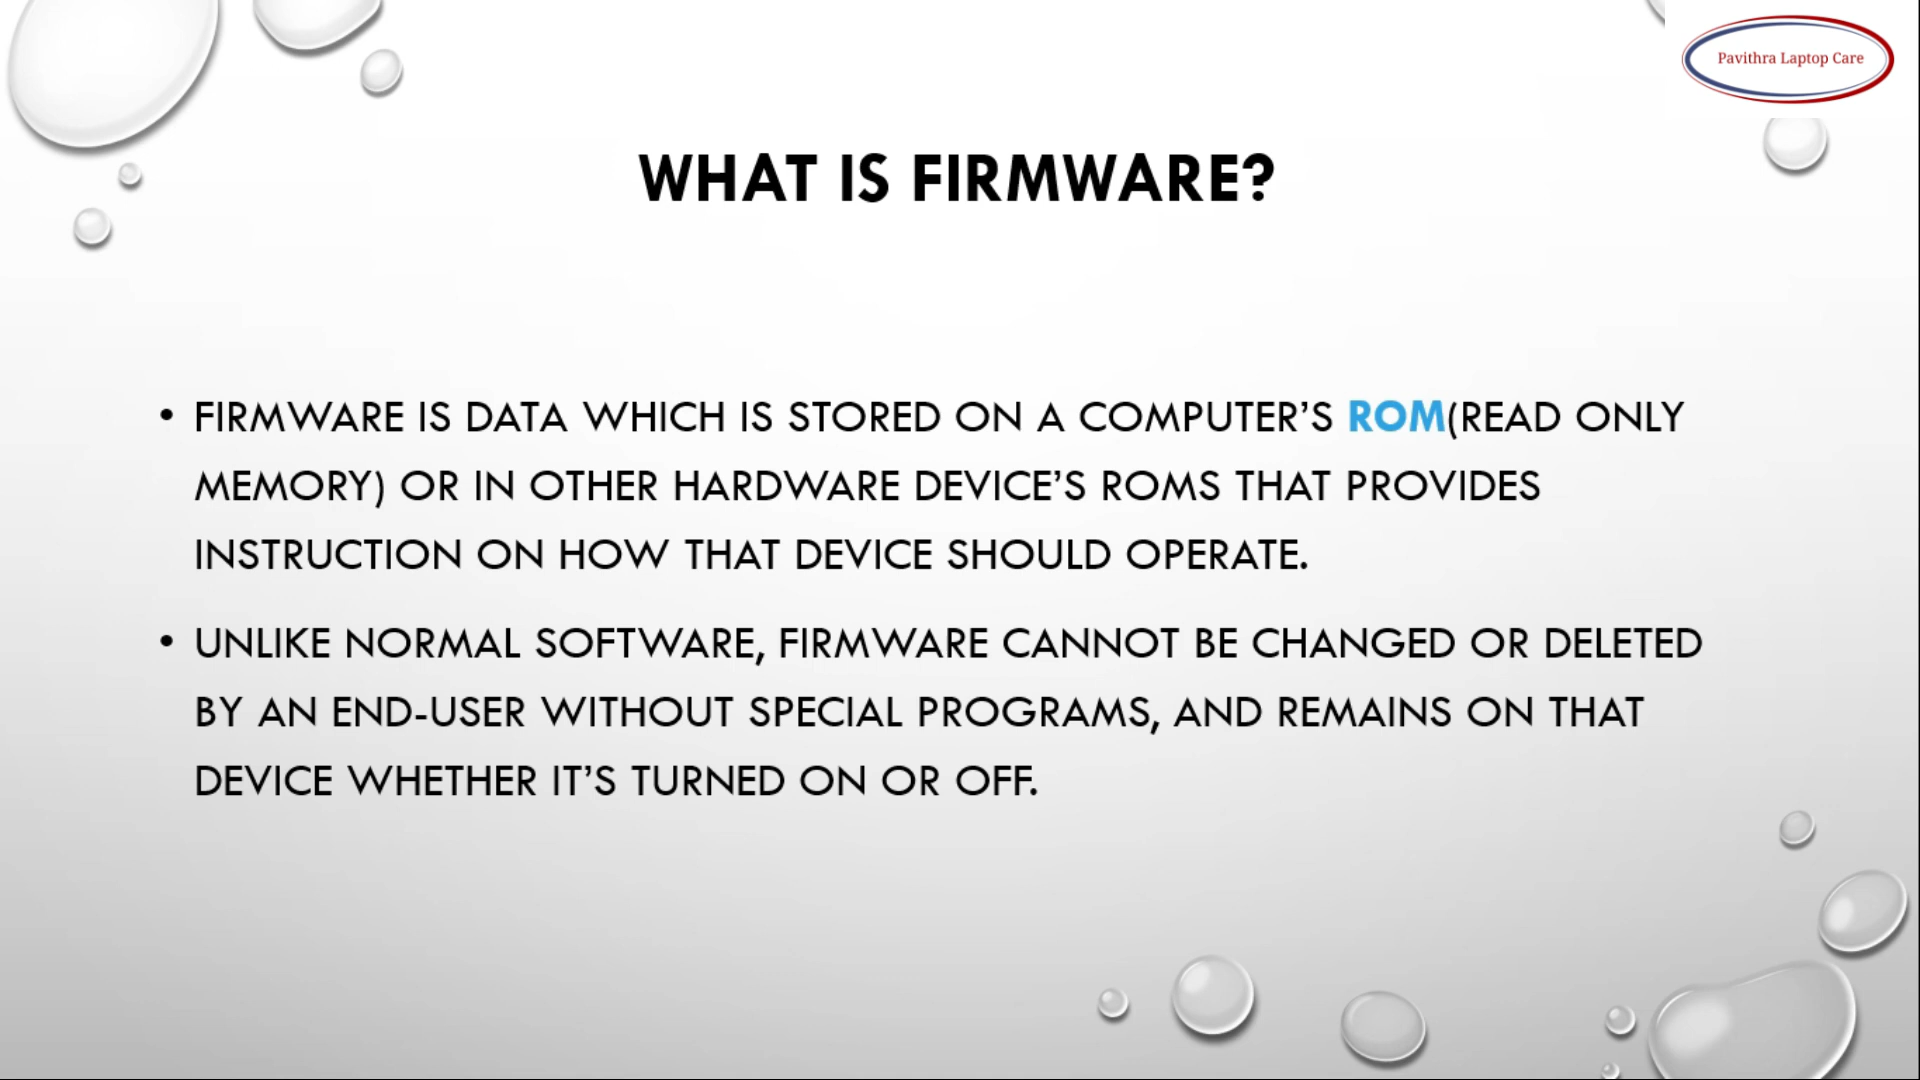 Pavithra Laptop Care
WHAT IS FIRMWARE?
• FIRMWARE IS DATA WHICH IS STORED ON A COMPUTER’S ROM(READ ONLY
MEMORY) OR IN OTHER HARDWARE DEVICE’S ROMS THAT PROVIDES
INSTRUCTION ON HOW THAT DEVICE SHOULD OPERATE.
• UNLIKE NORMAL SOFTWARE, FIRMWARE CANNOT BE CHANGED OR DELETED
BY AN END-USER WITHOUT SPECIAL PROGRAMS, AND REMAINS ON THAT
DEVICE WHETHER IT’S TURNED ON OR OFF.